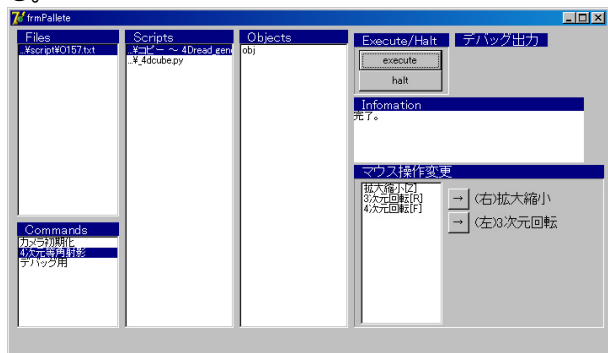 る。
frmPallete
Files
..¥script¥O157.txt
Scripts
..¥コピー ～ 4Dread_gen
..¥_4dcube.py
Objects
obj
Execute/Halt
execute
halt
デバッグ出力
Infomation
完了。
Commands
カメラ初期化
4次元等角射影
デバッグ用
マウス操作変更
拡大縮小[Z]
3次元回転[R]
4次元回転[F]
→ (右)拡大縮小
→ (左)3次元回転